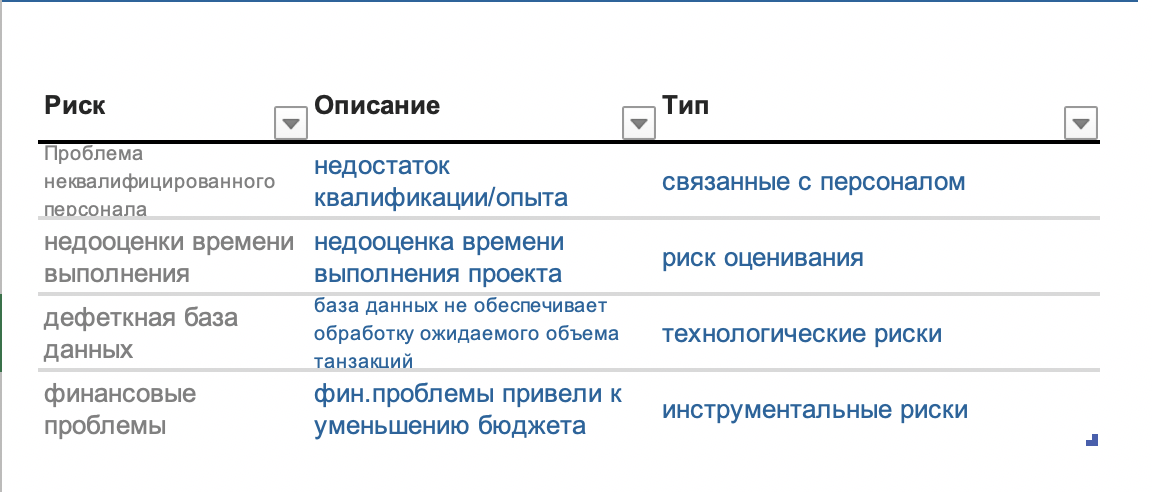 Риск Описание Тип
Проблема
неквалифицированного
персонала
недостаток
квалификации/опыта
связанные с персоналом
недооценки времени
выполнения
недооценка времени
выполнения проекта
риск оценивания
дефеткная база
данных
база данных не обеспечивает
обработку ожидаемого объема
танзакций
технологические риски
финансовые
проблемы
фин.проблемы привели к
уменьшению бюджета
инструментальные риски